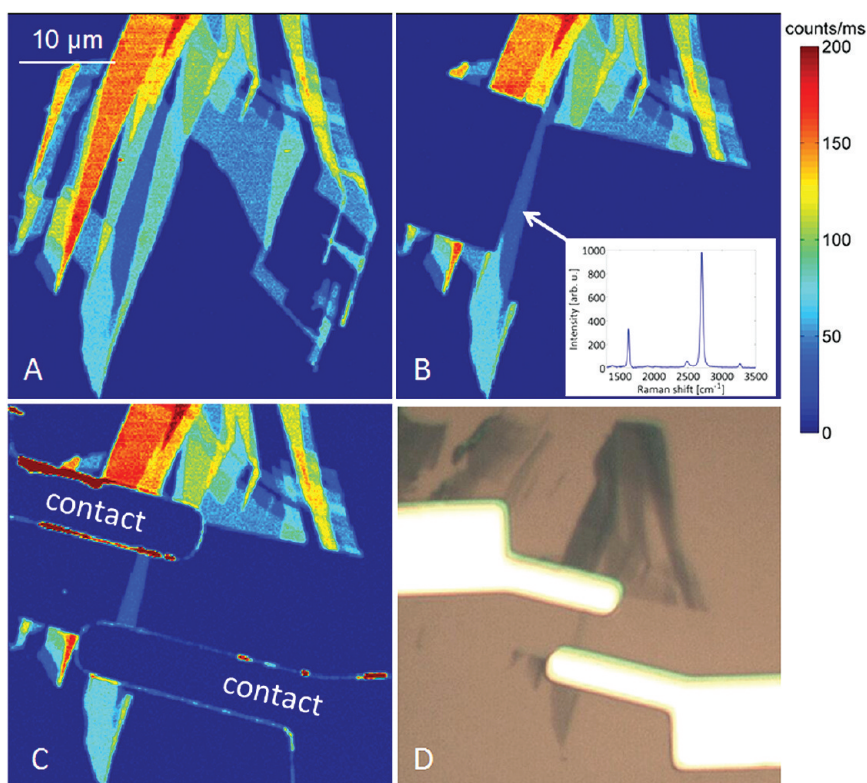 10 µm
A
B
counts/ms
200
150
100
50
0
1000
800
600
400
200
0
Intensity [arb. u.]
1500 2000 2500 3000 3500
Raman shift [cm⁻¹]
contact
contact
C
D